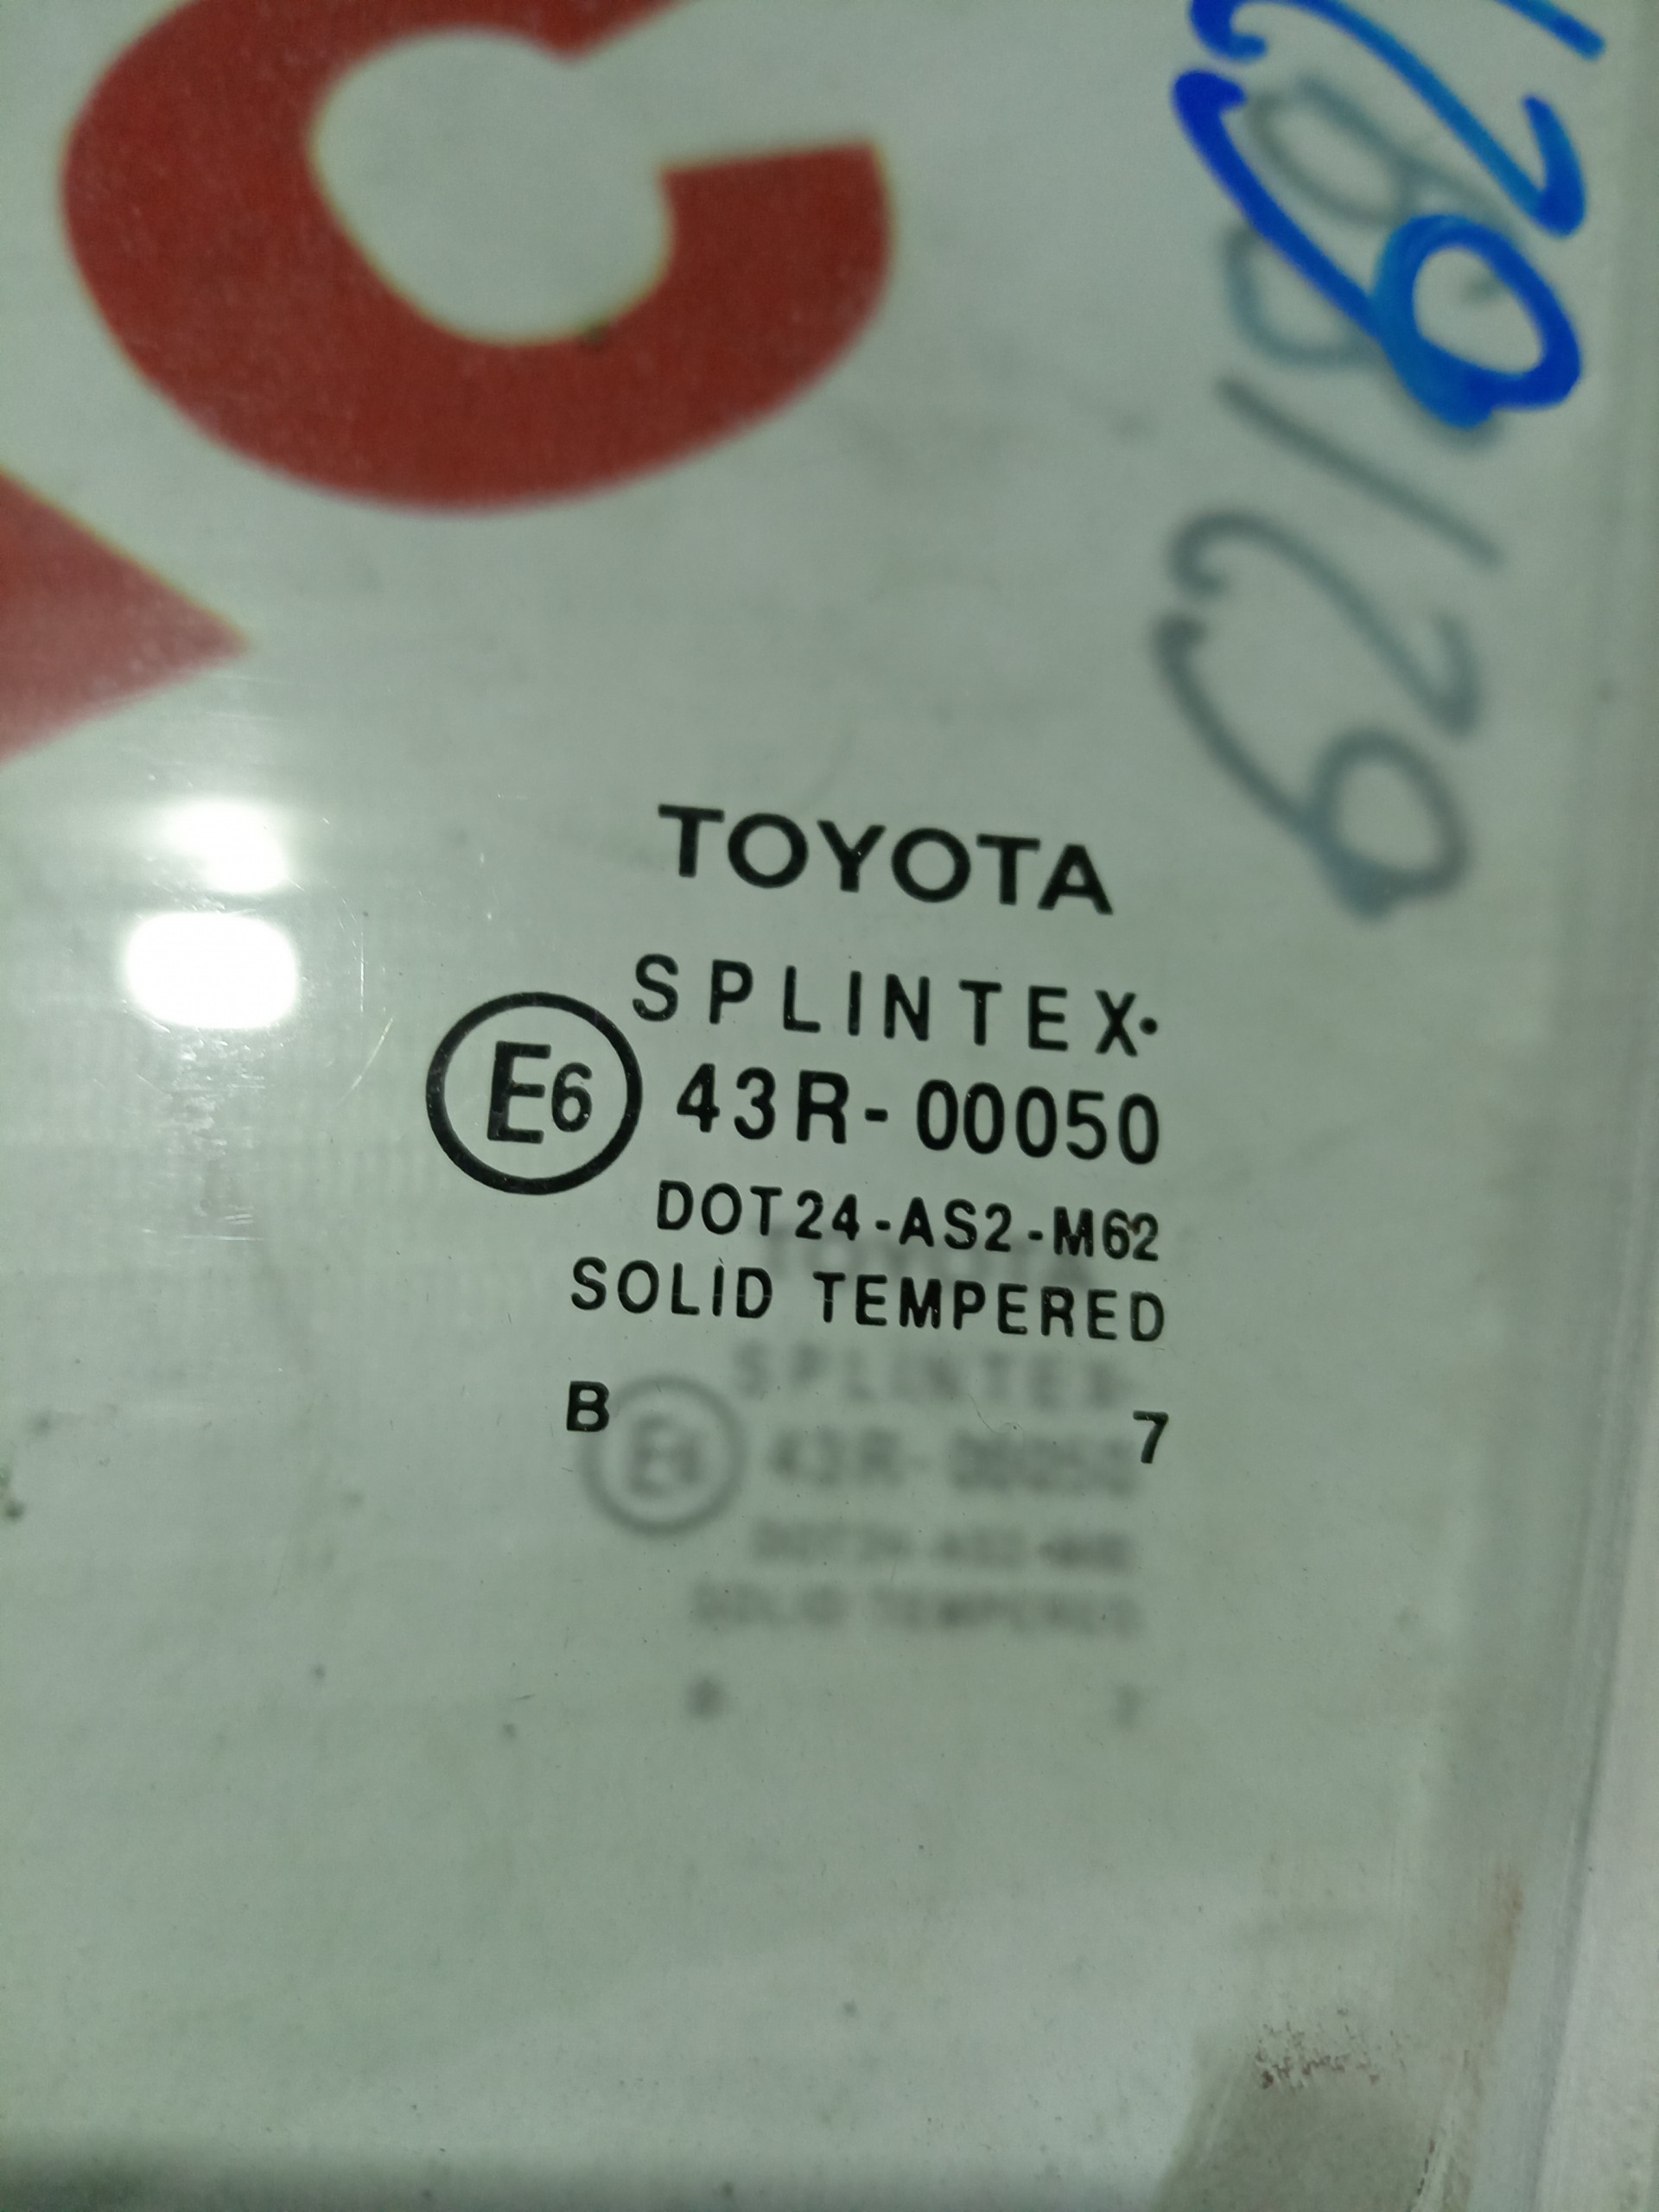 TOYOTA
SPLINTEX·
E6 43R-00050
DOT24-AS2-M62
SOLID TEMPERED
B 7